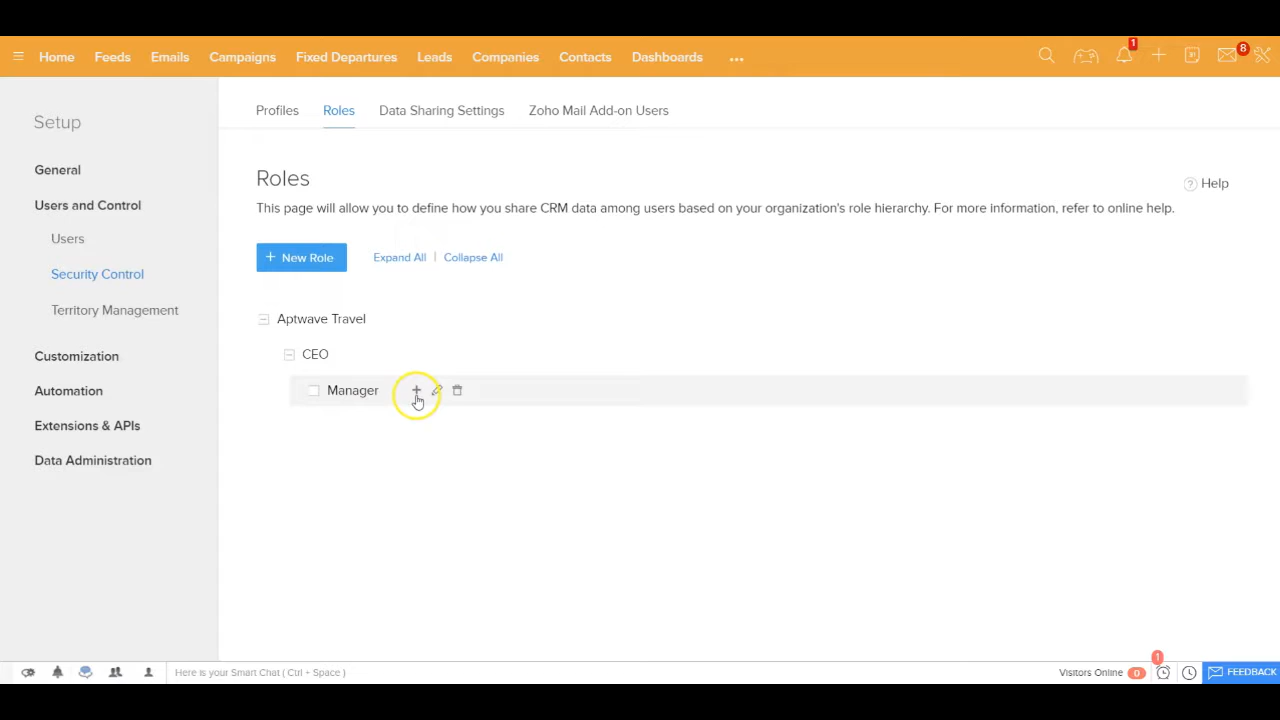 Home Feeds Emails Campaigns Fixed Departures Leads Companies Contacts Dashboards ... 1 8
Setup
General
Users and Control
Users
Security Control
Territory Management
Customization
Automation
Extensions & APIs
Data Administration
Profiles Roles Data Sharing Settings Zoho Mail Add-on Users
Roles
? Help
This page will allow you to define how you share CRM data among users based on your organization's role hierarchy. For more information, refer to online help.
+ New Role Expand All | Collapse All
Aptwave Travel
CEO
Manager
Here is your Smart Chat ( Ctrl + Space ) Visitors Online 0 1 FEEDBACK